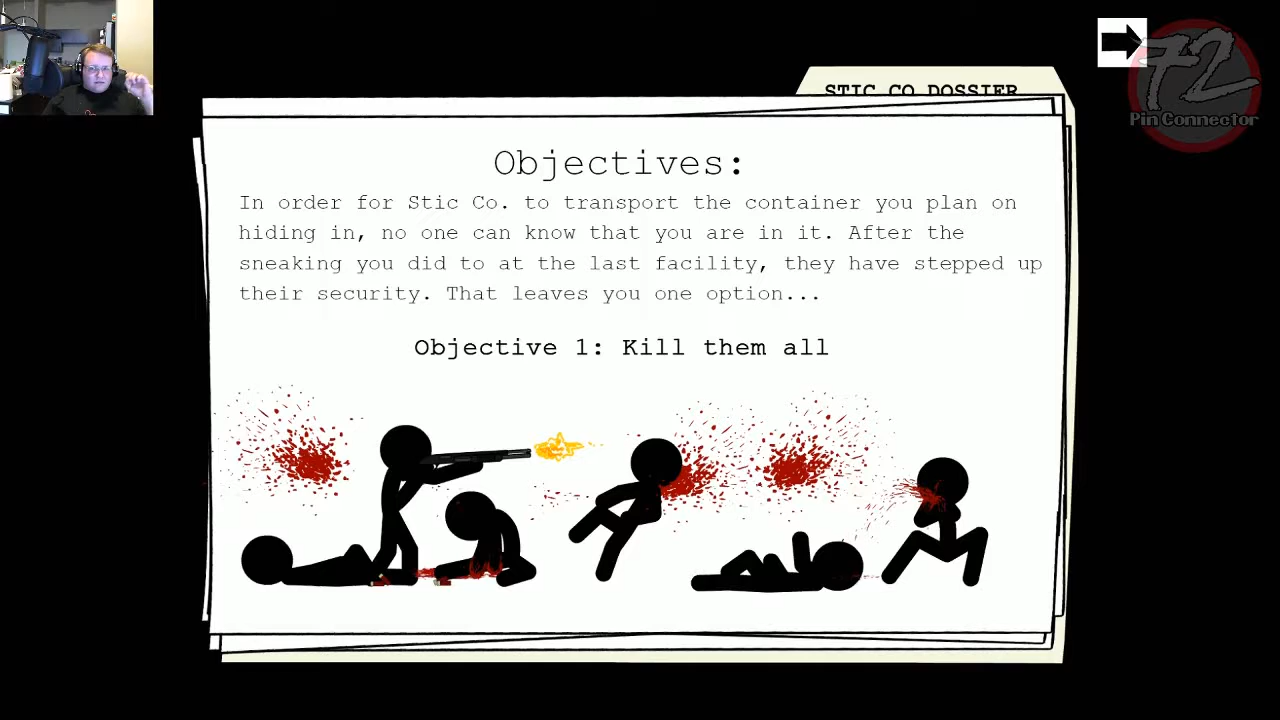 72
Pin Connector
STIC CO DOSSIER
Objectives:
In order for Stic Co. to transport the container you plan on
hiding in, no one can know that you are in it. After the
sneaking you did to at the last facility, they have stepped up
their security. That leaves you one option...
Objective 1: Kill them all